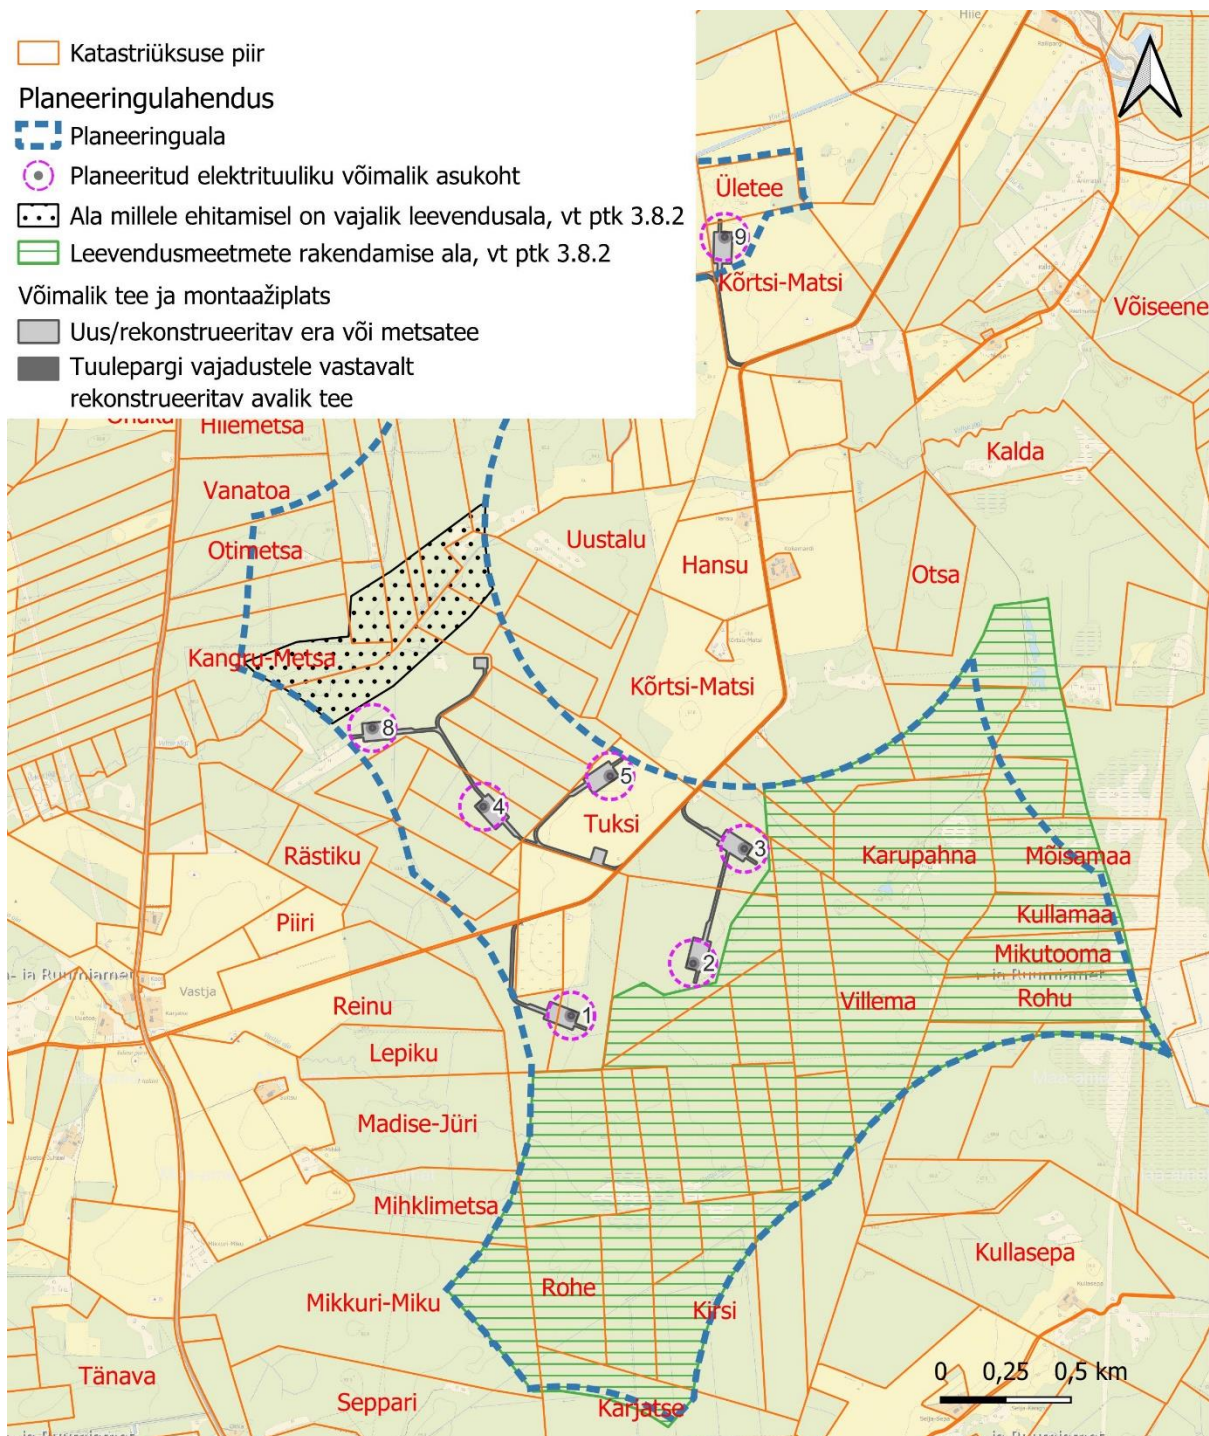 Katastriüksuse piir
Planeeringulahendus
Planeeringuala
Planeeritud elektrituuliku võimalik asukoht
Ala millele ehitamisel on vajalik leevendusala, vt ptk 3.8.2
Leevendusmeetmete rakendamise ala, vt ptk 3.8.2
Võimalik tee ja montaažiplats
Uus/rekonstrueeritav era või metsatee
Tuulepargi vajadustele vastavalt
rekonstrueeritav avalik tee
Hiie
Ületee
9
Kõrtsi-Matsi
Võiseene
Hiiemetsa
Kalda
Vanatoa
Otimetsa
Uustalu
Hansu
Otsa
Kangru-Metsa
Kõrtsi-Matsi
8
5
4
Tuksi
3
Rästiku
Karupahna
Mõisamaa
Piiri
Kullamaa
Mikutooma
2
Vastja
Reinu
Villema
Rohu
1
Lepiku
Madise-Jüri
Mihklimetsa
Kullasepa
Rohe
Mikkuri-Miku
Kirsi
Tänava
0 0,25 0,5 km
Seppari
Karjatse